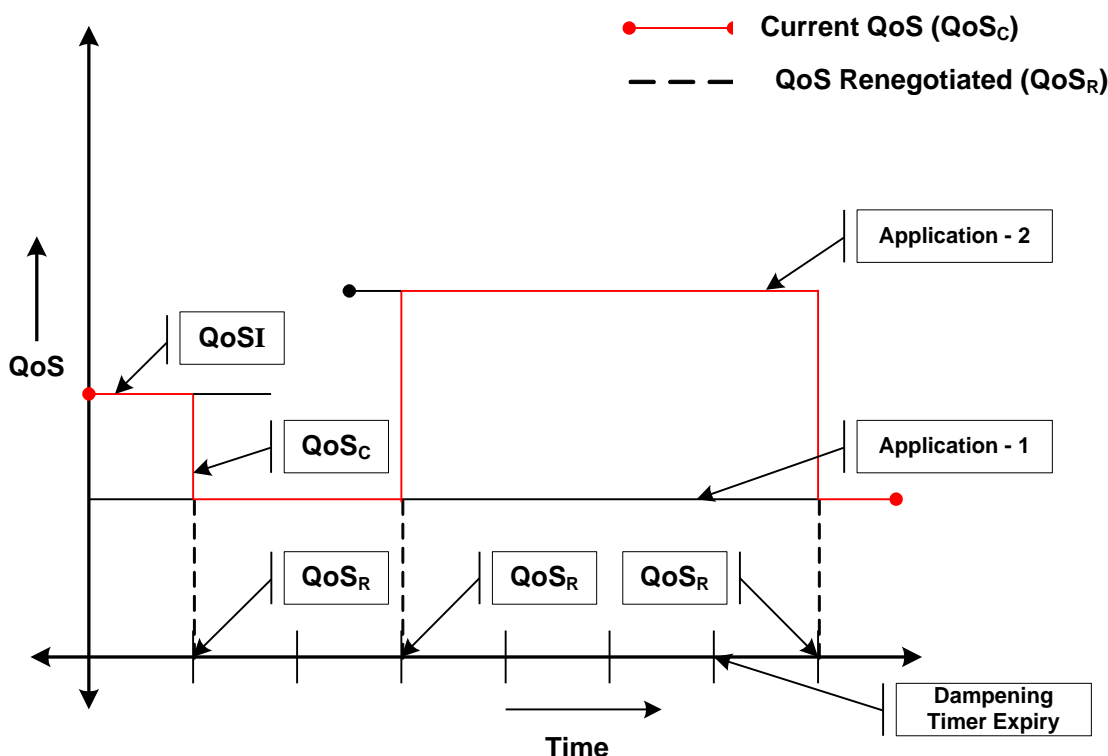 Current QoS (QoSC)
QoS Renegotiated (QoSR)
Application - 2
QoSI
QoS
QoSC
Application - 1
QoSR
QoSR
QoSR
Dampening
Timer Expiry
Time